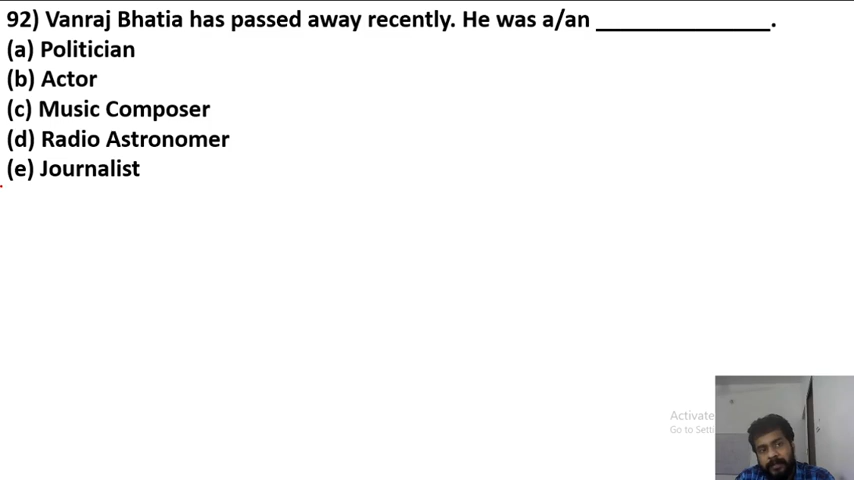 92) Vanraj Bhatia has passed away recently. He was a/an _______________.
(a) Politician
(b) Actor
(c) Music Composer
(d) Radio Astronomer
(e) Journalist
Activate
Go to Setti